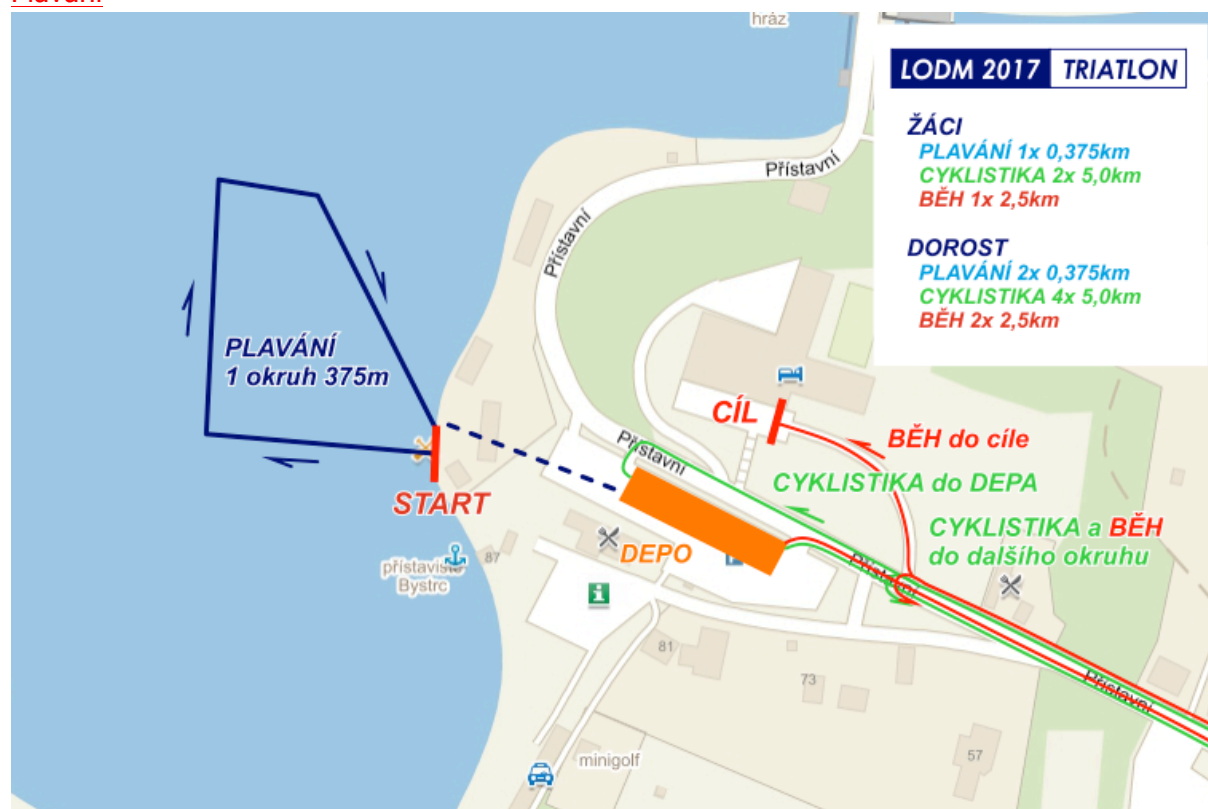 Plavání
hráz
LODM 2017 TRIATLON
ŽÁCI
PLAVÁNÍ 1x 0,375km
CYKLISTIKA 2x 5,0km
BĚH 1x 2,5km
DOROST
PLAVÁNÍ 2x 0,375km
CYKLISTIKA 4x 5,0km
BĚH 2x 2,5km
Přístavní
Přístavní
PLAVÁNÍ
1 okruh 375m
CÍL
BĚH do cíle
Přístavní
CYKLISTIKA do DEPA
START
CYKLISTIKA a BĚH
do dalšího okruhu
DEPO
87
přístaviště
Bystrc
Přístavní
81
73
Přístavní
57
minigolf